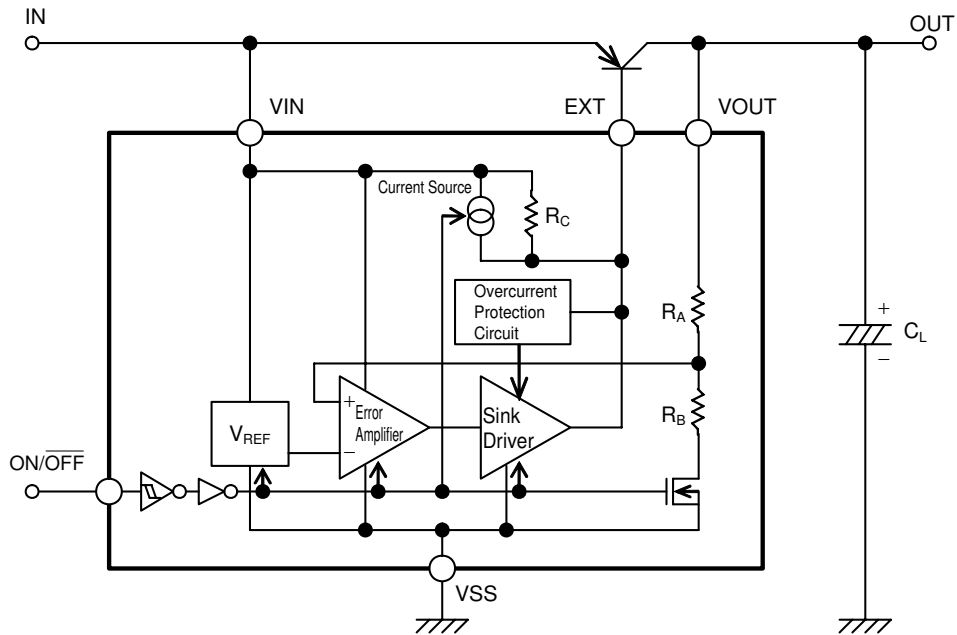 IN
OUT
VIN
EXT
VOUT
Current Source
RC
Overcurrent
Protection
Circuit
RA
+
CL
−
+
Error
Amplifier
−
Sink
Driver
RB
VREF
ON/OFF
VSS